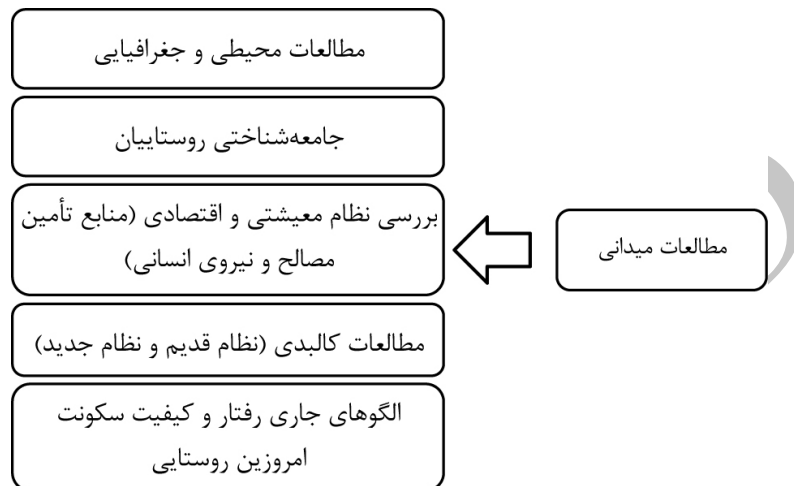 مطالعات محیطی و جغرافیایی
جامعه‌شناختی روستاییان
بررسی نظام معیشتی و اقتصادی (منابع تأمین
مصالح و نیروی انسانی)
مطالعات میدانی
مطالعات کالبدی (نظام قدیم و نظام جدید)
الگوهای جاری رفتار و کیفیت سکونت
امروزین روستایی